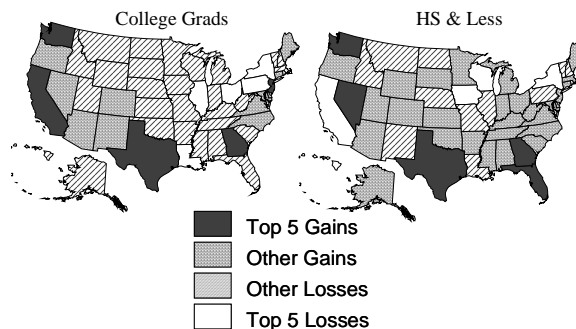 College Grads
HS & Less
Top 5 Gains
Other Gains
Other Losses
Top 5 Losses